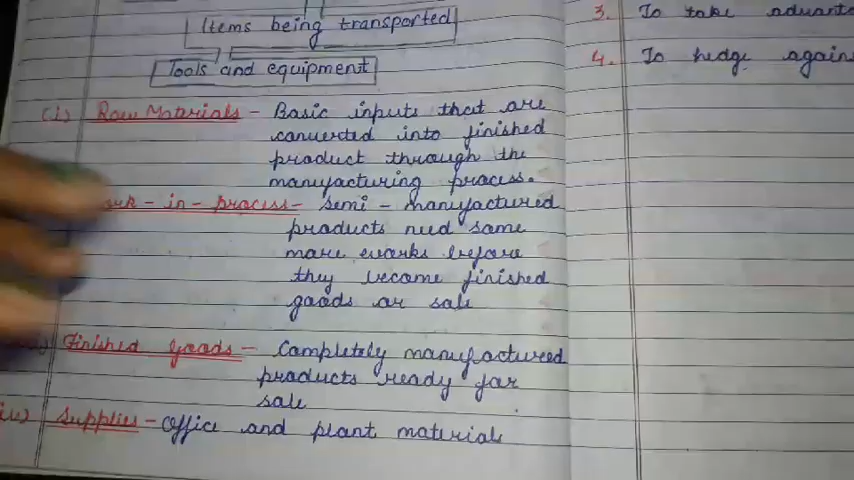 Items being transported
Tools and equipment
(i) Raw Materials - Basic inputs that are
converted into finished
product through the
manufacturing process.
in - process - Semi - manufactured
products need some
more works before
they become finished
goods or sale
Finished goods - Completely manufactured
products ready for
sale
Supplies - Office and plant materials
3. To take
4. To hedge